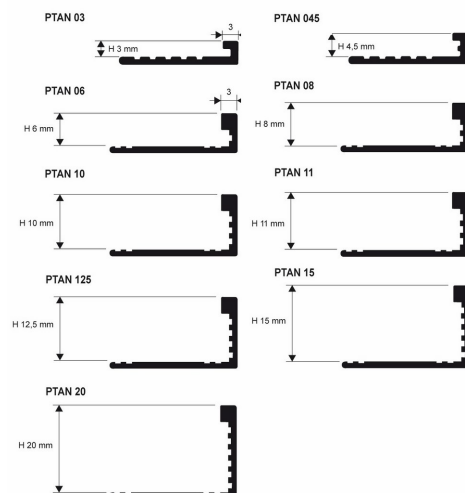 PTAN 03
3
H 3 mm
PTAN 045
H 4,5 mm
PTAN 06
3
H 6 mm
PTAN 08
H 8 mm
PTAN 10
H 10 mm
PTAN 11
H 11 mm
PTAN 125
H 12,5 mm
PTAN 15
H 15 mm
PTAN 20
H 20 mm